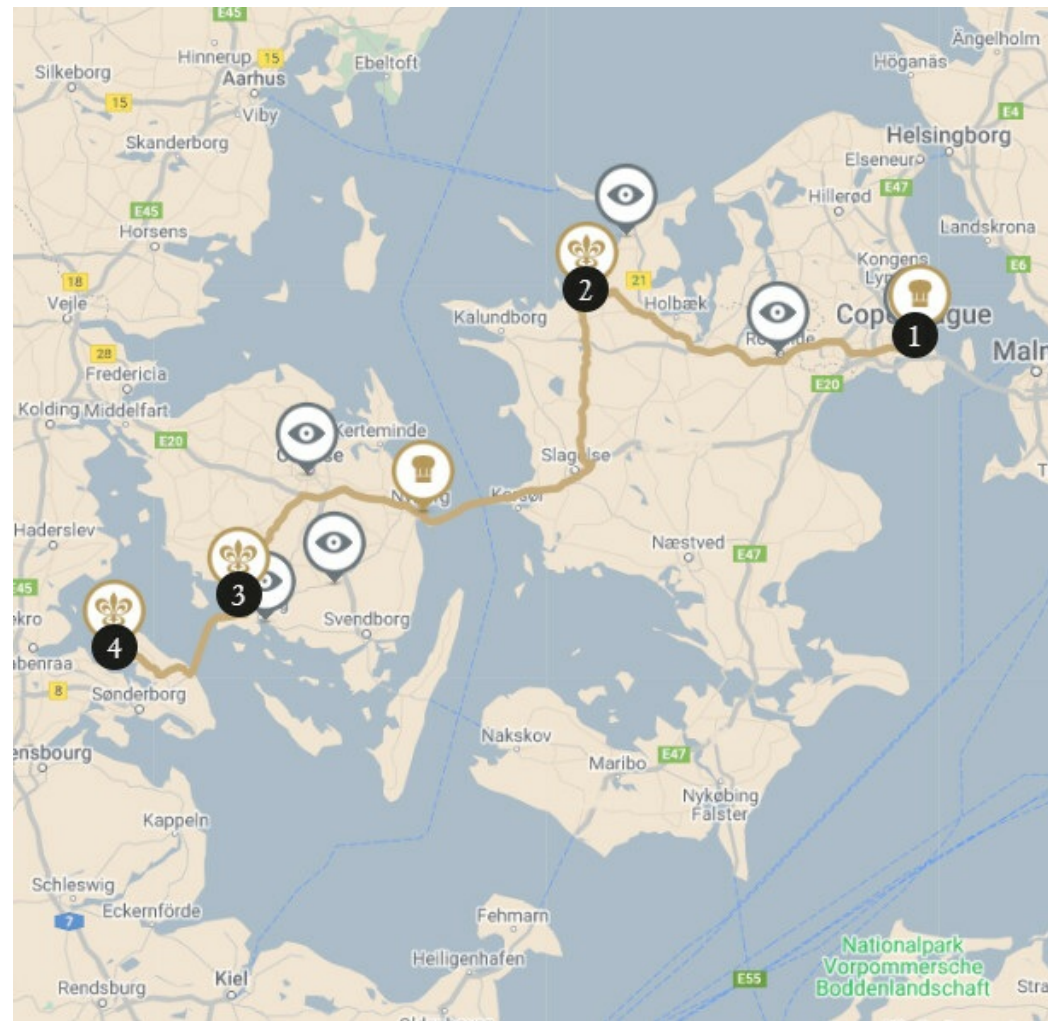 E45
Hinnerup
15
Ebeltoft
Ängelholm
Silkeborg
Aarhus
Höganäs
15
Viby
E4
Skanderborg
Helsingborg
Elseneur
E47
Hillerød
E45
Horsens
Landskrona
Kongens
E6
18
21
Vejle
Holbæk
Kalundborg
2
1
28
Fredericia
E20
Kolding
Middelfart
E20
Kerteminde
Slagelse
Haderslev
Næstved
E47
E45
3
Svendborg
4
8
Sønderborg
Nakskov
E47
Maribo
Nykøbing
Falster
Kappeln
Schleswig
7
Eckernförde
Fehmarn
Heiligenhafen
Nationalpark
Vorpommersche
Boddenlandschaft
Kiel
E55
Rendsburg